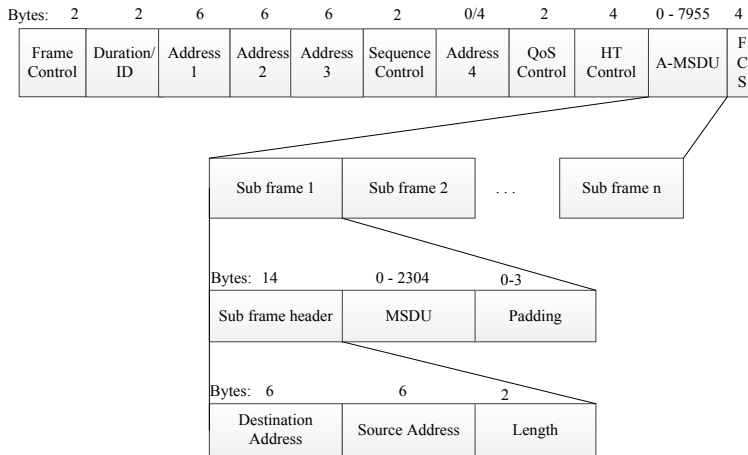 Bytes: 2 2 6 6 6 2 0/4 2 4 0 - 7955 4
Frame Control
Duration/ ID
Address 1
Address 2
Address 3
Sequence Control
Address 4
QoS Control
HT Control
A-MSDU
F C S
Sub frame 1 Sub frame 2 . . . Sub frame n
Bytes: 14 0 - 2304 0-3
Sub frame header MSDU Padding
Bytes: 6 6 2
Destination Address
Source Address
Length